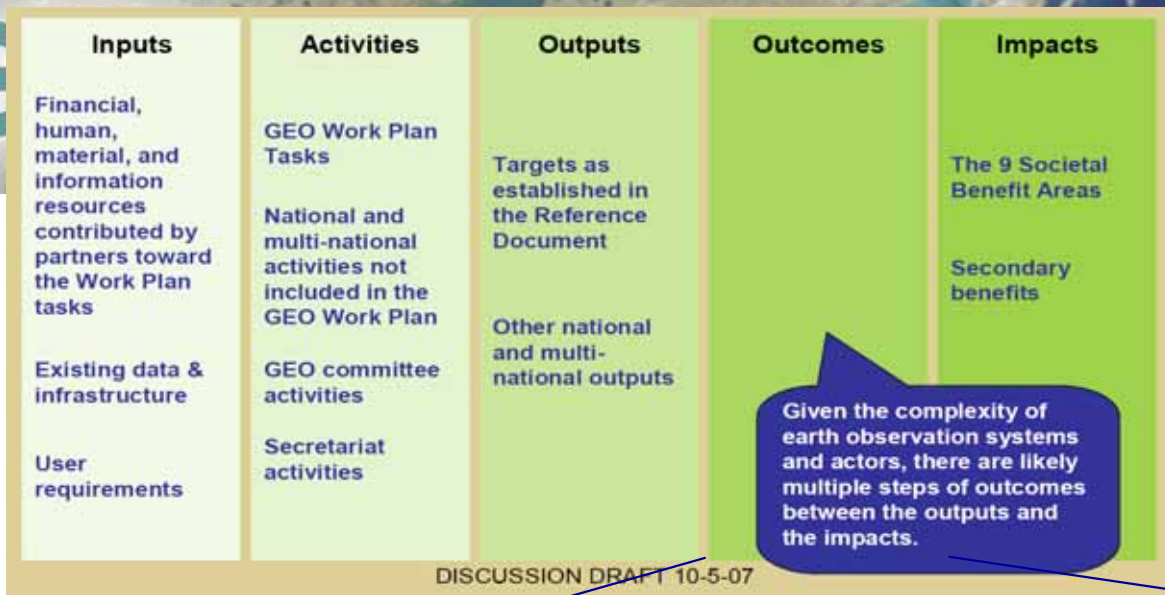 Inputs
Financial,
human,
material, and
information
resources
contributed by
partners toward
the Work Plan
tasks
Existing data &
infrastructure
User
requirements
Activities
GEO Work Plan
Tasks
National and
multi-national
activities not
included in the
GEO Work Plan
GEO committee
activities
Secretariat
activities
Outputs
Targets as
established in
the Reference
Document
Other national
and multi-
national outputs
Outcomes
Given the complexity of
earth observation systems
and actors, there are likely
multiple steps of outcomes
between the outputs and
the impacts.
Impacts
The 9 Societal
Benefit Areas
Secondary
benefits
DISCUSSION DRAFT 10-5-07